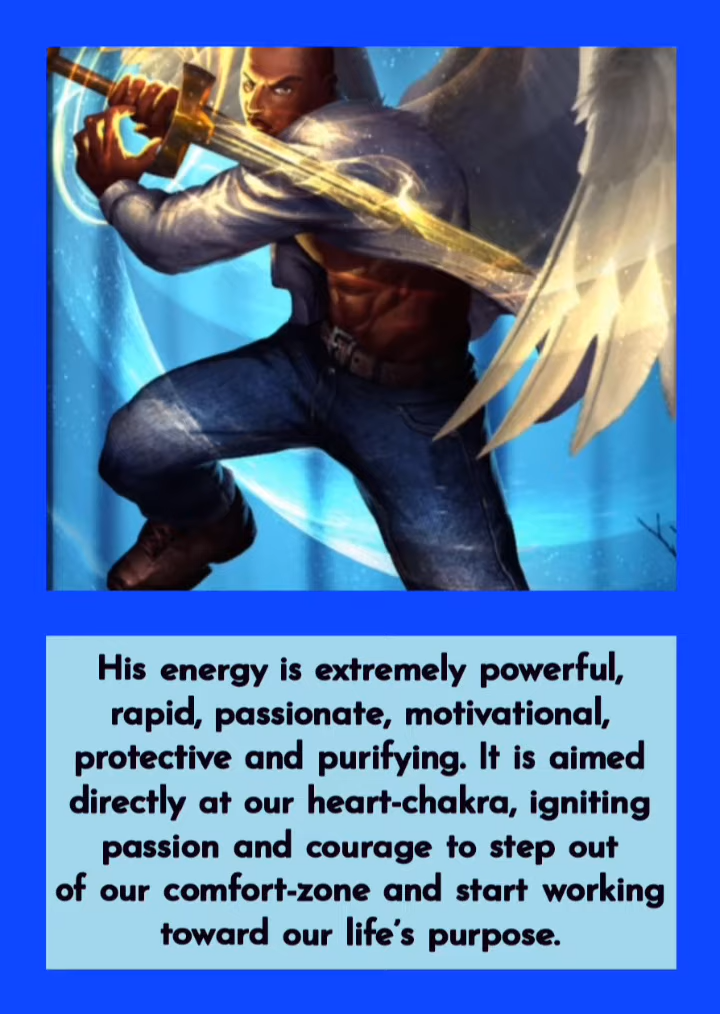 His energy is extremely powerful,
rapid, passionate, motivational,
protective and purifying. It is aimed
directly at our heart-chakra, igniting
passion and courage to step out
of our comfort-zone and start working
toward our life's purpose.